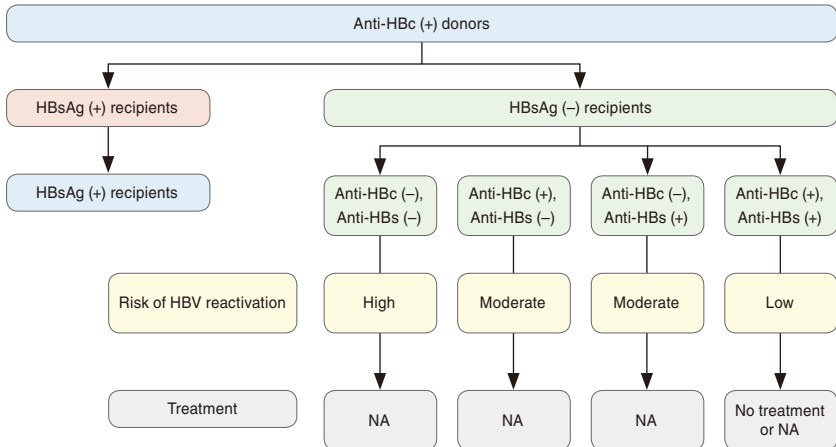 Anti-HBc (+) donors
HBsAg (+) recipients
HBsAg (–) recipients
HBsAg (+) recipients
Anti-HBc (–),
Anti-HBs (–)
Anti-HBc (+),
Anti-HBs (–)
Anti-HBc (–),
Anti-HBs (+)
Anti-HBc (+),
Anti-HBs (+)
Risk of HBV reactivation
High
Moderate
Moderate
Low
Treatment
NA
NA
NA
No treatment
or NA